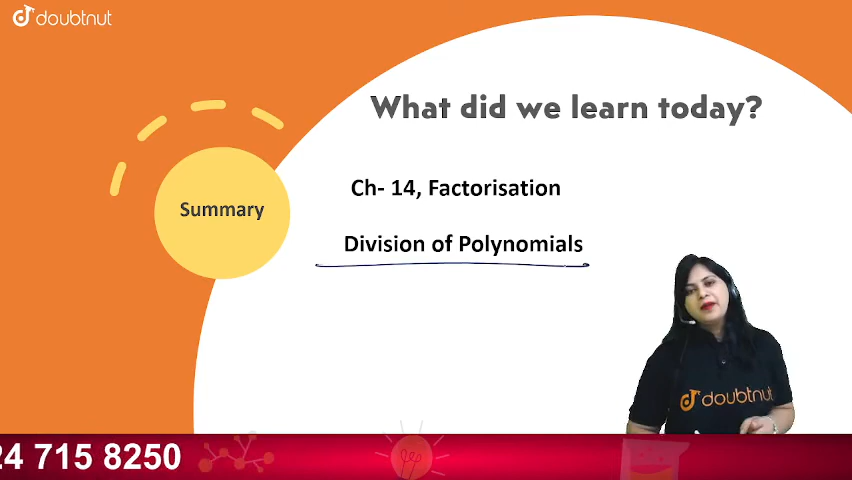 doubtnut
What did we learn today?
Summary
Ch- 14, Factorisation
Division of Polynomials
doubtnut
24 715 8250